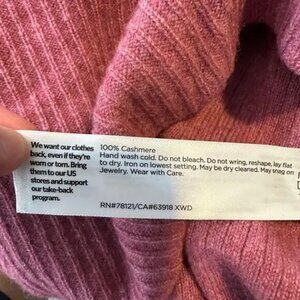 We want our clothes
back, even if they're
worn or torn. Bring
them to our US
stores and support
our take-back
program.
100% Cashmere
Hand wash cold. Do not bleach. Do not wring, reshape, lay flat
to dry. Iron on lowest setting. May be dry cleaned. May snag on
Jewelry. Wear with Care.
RN#78121/CA#63918 XWD